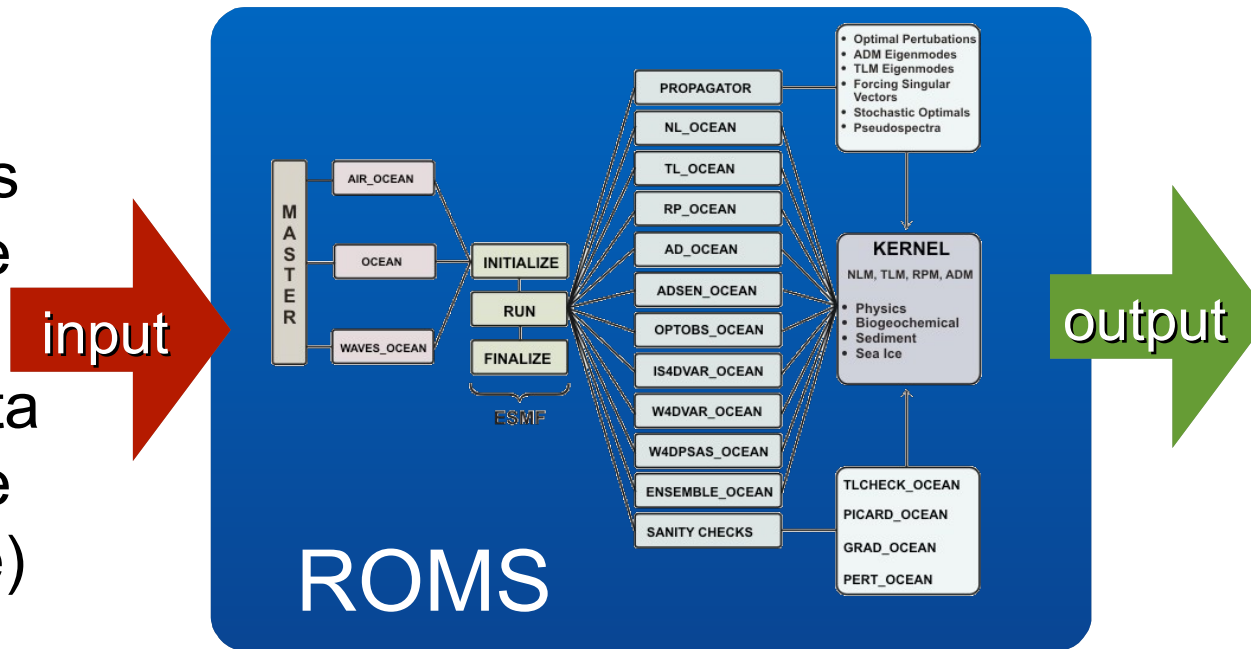 s
e
input
ta
e
e)
MASTER
AIR_OCEAN
OCEAN
WAVES_OCEAN
INITIALIZE
RUN
FINALIZE
ESMF
PROPAGATOR
NL_OCEAN
TL_OCEAN
RP_OCEAN
AD_OCEAN
ADSEN_OCEAN
OPTOBS_OCEAN
IS4DVAR_OCEAN
W4DVAR_OCEAN
W4DPSAS_OCEAN
ENSEMBLE_OCEAN
SANITY CHECKS
• Optimal Pertubations
• ADM Eigenmodes
• TLM Eigenmodes
• Forcing Singular
Vectors
• Stochastic Optimals
• Pseudospectra
KERNEL
NLM, TLM, RPM, ADM
• Physics
• Biogeochemical
• Sediment
• Sea Ice
TLCHECK_OCEAN
PICARD_OCEAN
GRAD_OCEAN
PERT_OCEAN
ROMS
output